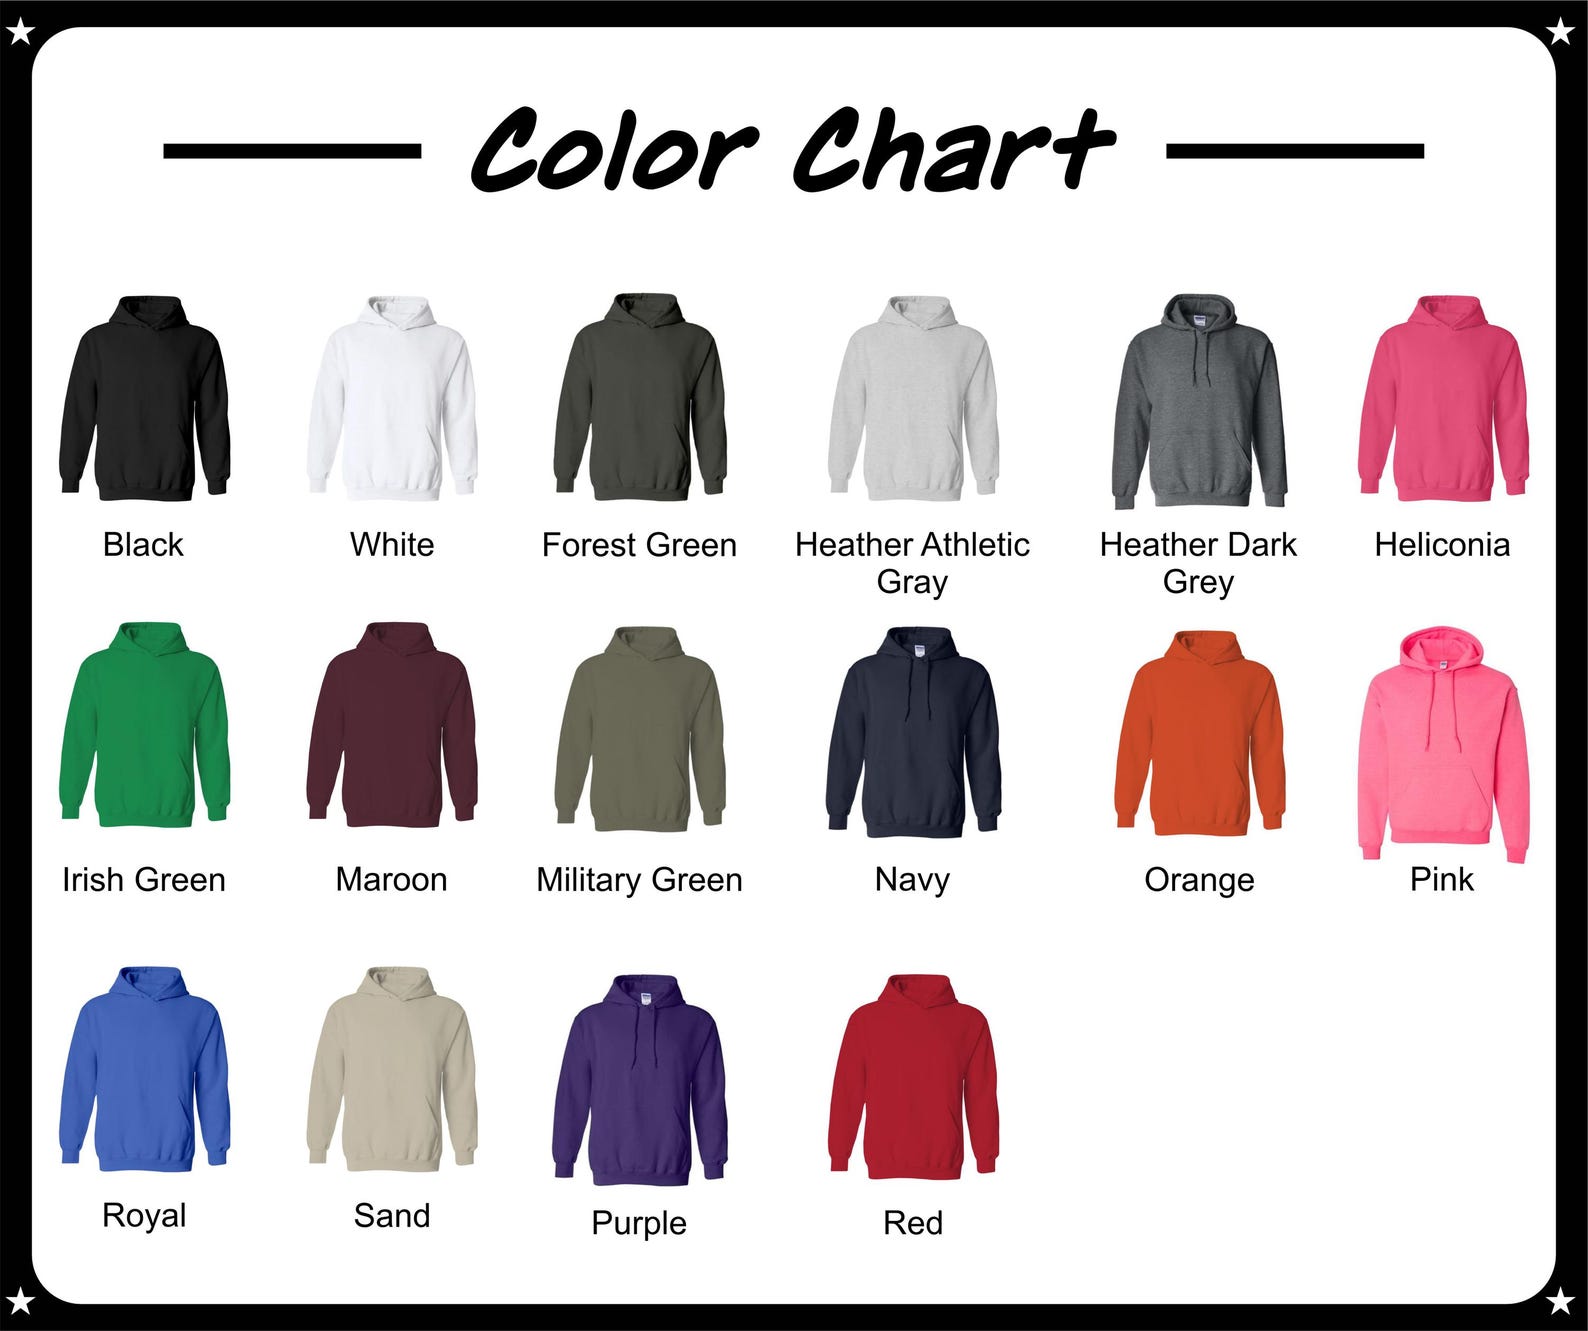 Color Chart
Black
White
Forest Green
Heather Athletic
Gray
Heather Dark
Grey
Heliconia
Irish Green
Maroon
Military Green
Navy
Orange
Pink
Royal
Sand
Purple
Red